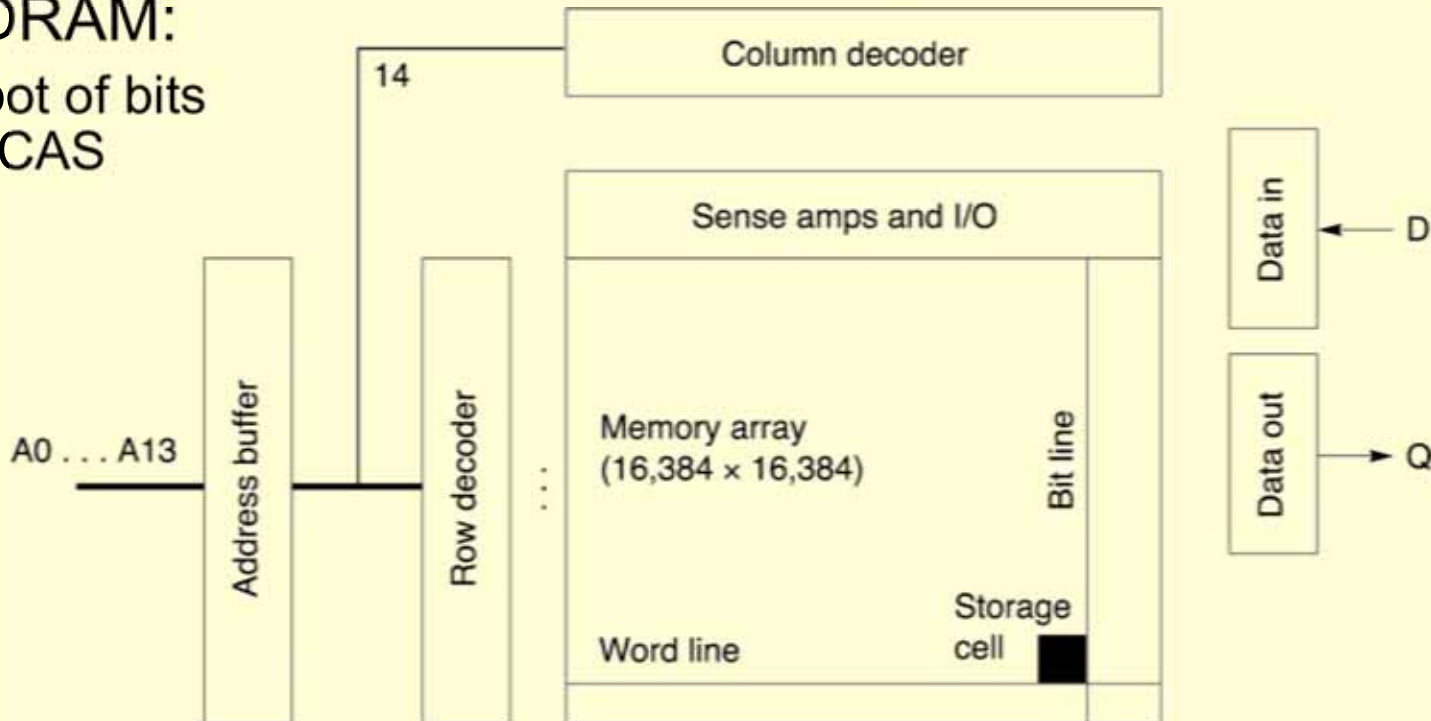 DRAM:
of bits
CAS
14
Column decoder
Sense amps and I/O
Data in
D
Address buffer
Row decoder
Memory array
(16,384 × 16,384)
Bit line
A0 . . . A13
Data out
Q
Storage
cell
Word line